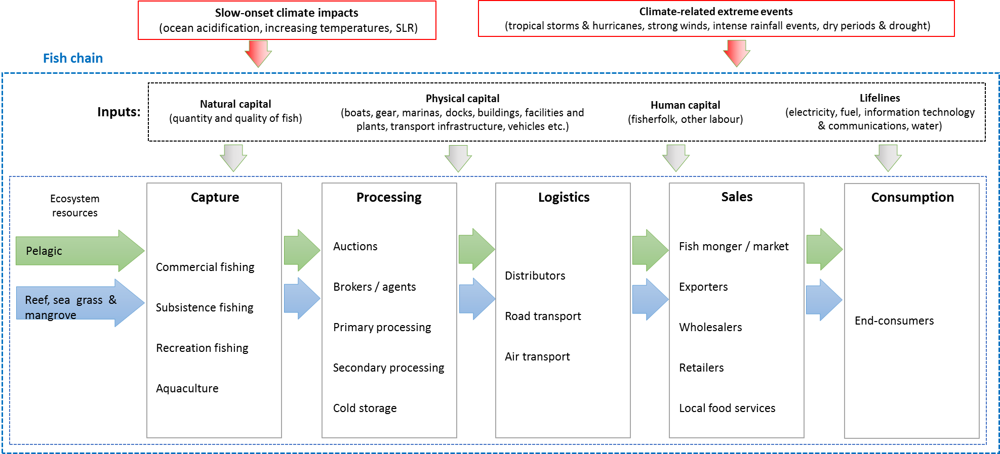 Slow-onset climate impacts
(ocean acidification, increasing temperatures, SLR)
Climate-related extreme events
(tropical storms & hurricanes, strong winds, intense rainfall events, dry periods & drought)
Fish chain
Inputs:
Natural capital
(quantity and quality of fish)
Physical capital
(boats, gear, marinas, docks, buildings, facilities and
plants, transport infrastructure, vehicles etc.)
Human capital
(fisherfolk, other labour)
Lifelines
(electricity, fuel, information technology
& communications, water)
Ecosystem
resources
Pelagic
Reef, sea grass &
mangrove
Capture
Commercial fishing
Subsistence fishing
Recreation fishing
Aquaculture
Processing
Auctions
Brokers / agents
Primary processing
Secondary processing
Cold storage
Logistics
Distributors
Road transport
Air transport
Sales
Fish monger / market
Exporters
Wholesalers
Retailers
Local food services
Consumption
End-consumers